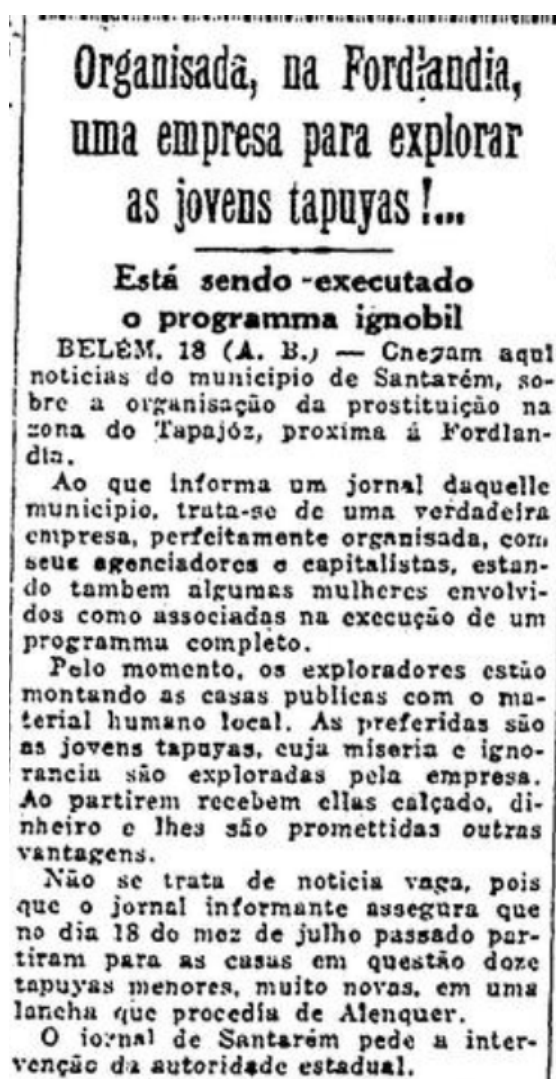 Organisada, na Fordlandia,
uma empresa para explorar
as jovens tapuyas !...
Está sendo executado
o programma ignobil
BELÉM, 18 (A. B.) — Chegam aqui
noticias do municipio de Santarém, so-
bre a organisação da prostituição na
zona do Tapajóz, proxima á Fordlan-
dia.
Ao que informa um jornal daquelle
municipio, trata-se de uma verdadeira
empresa, perfeitamente organisada, com
seus agenciadores e capitalistas, estan-
do tambem algumas mulheres envolvi-
dos como associadas na execução de um
programma completo.
Pelo momento, os exploradores estão
montando as casas publicas com o ma-
terial humano local. As preferidas são
as jovens tapuyas, cuja miseria e igno-
rancia são exploradas pela empresa.
Ao partirem recebem ellas calçado, di-
nheiro e lhes são promettidas outras
vantagens.
Não se trata de noticia vaga, pois
que o jornal informante assegura que
no dia 18 do mez de julho passado par-
tiram para as casas em questão doze
tapuyas menores, muito novas, em uma
lancha que procedia de Alenquer.
O jornal de Santarém pede a inter-
venção da autoridade estadual.